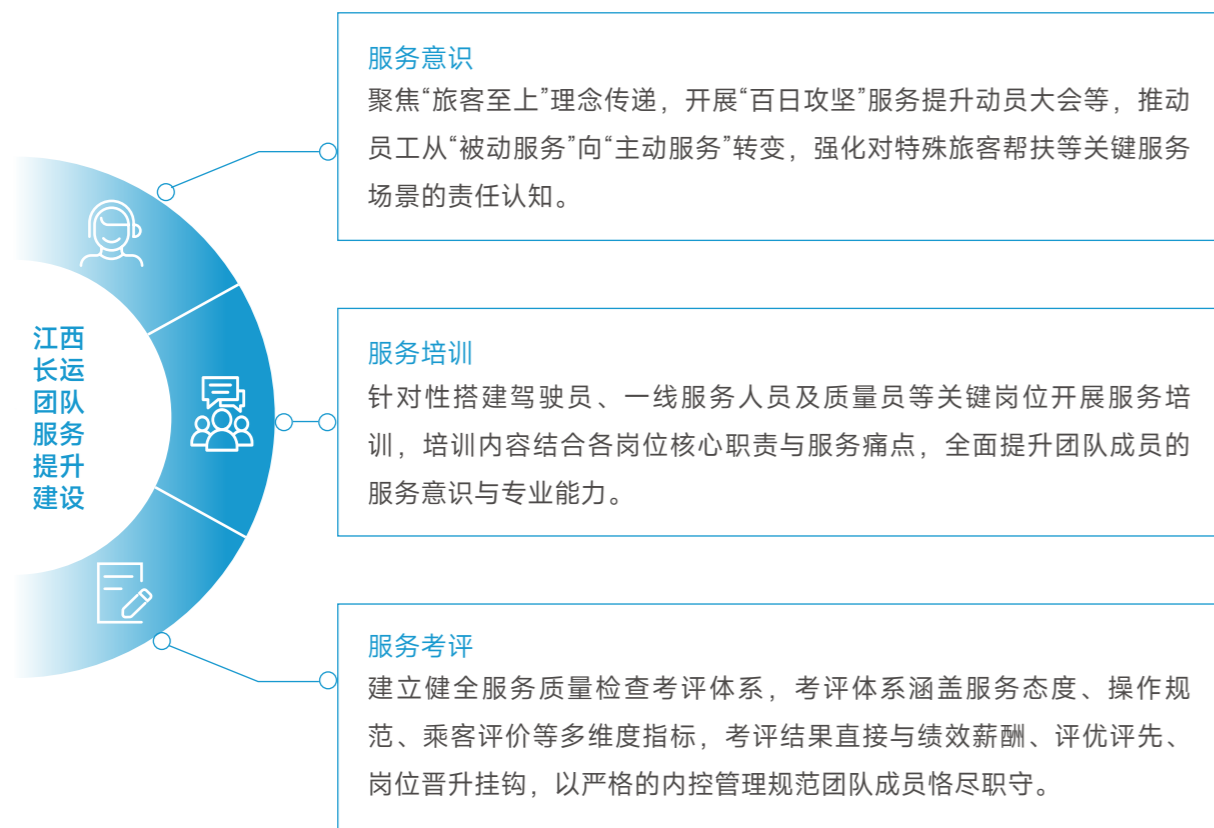 江西
长运
团队
服务
提升
建设
服务意识
聚焦“旅客至上”理念传递，开展“百日攻坚”服务提升动员大会等，推动
员工从“被动服务”向“主动服务”转变，强化对特殊旅客帮扶等关键服务
场景的责任认知。
服务培训
针对性搭建驾驶员、一线服务人员及质量员等关键岗位开展服务培
训，培训内容结合各岗位核心职责与服务痛点，全面提升团队成员的
服务意识与专业能力。
服务考评
建立健全服务质量检查考评体系，考评体系涵盖服务态度、操作规
范、乘客评价等多维度指标，考评结果直接与绩效薪酬、评优评先、
岗位晋升挂钩，以严格的内控管理规范团队成员恪尽职守。